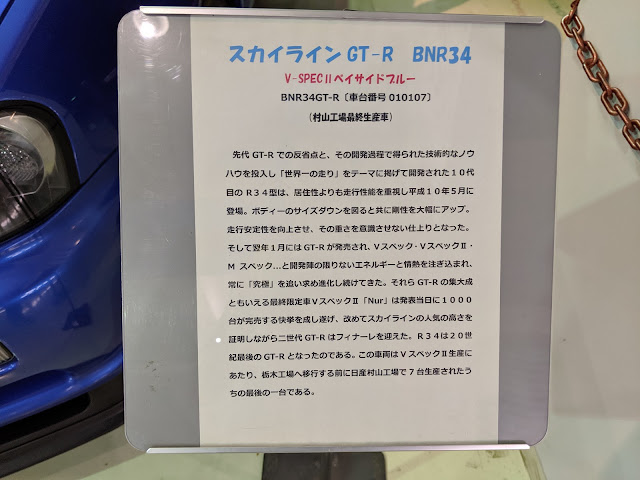 スカイライン GT-R　BNR34
V-SPECⅡベイサイドブルー
BNR34GT-R〔車台番号 010107〕
（村山工場最終生産車）
先代 GT-R での反省点と、その開発過程で得られた技術的なノウ
ハウを投入し「世界一の走り」をテーマに掲げて開発された１０代
目の R３４型は、居住性よりも走行性能を重視し平成１０年５月に
登場。ボディーのサイズダウンを図ると共に剛性を大幅にアップ。
走行安定性を向上させ、その重さを意識させない仕上りとなった。
そして翌年１月には GT-R が発売され、Ｖスペック・ＶスペックⅡ・
M スペック…と開発陣の限りないエネルギーと情熱を注ぎ込まれ、
常に「究極」を追い求め進化し続けてきた。それら GT-R の集大成
ともいえる最終限定車ＶスペックⅡ「Nur」は発表当日に１０００
台が完売する快挙を成し遂げ、改めてスカイラインの人気の高さを
証明しながら二世代 GT-R はフィナーレを迎えた。Ｒ３４は２０世
紀最後の GT-R となったのである。この車両は V スペックⅡ生産に
あたり、栃木工場へ移行する前に日産村山工場で７台生産されたう
ちの最後の一台である。